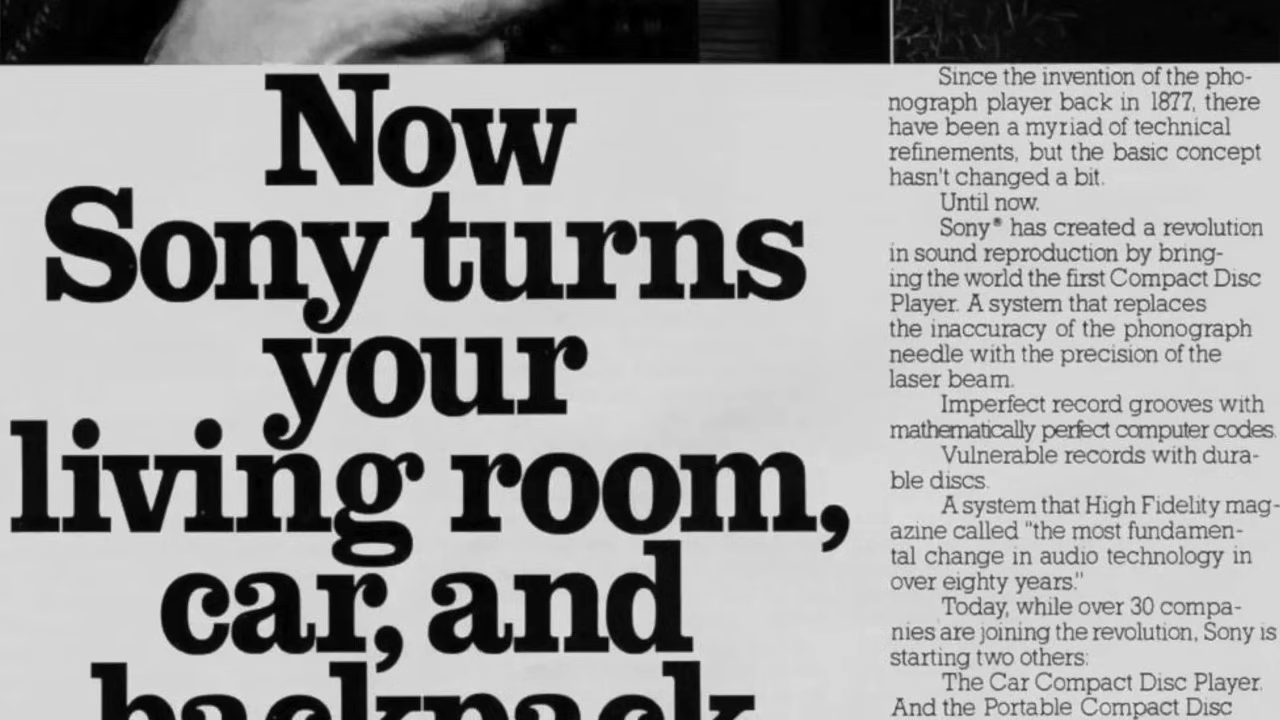 Now
Sony turns
your
living room,
car, and
backpack
Since the invention of the pho-
nograph player back in 1877, there
have been a myriad of technical
refinements, but the basic concept
hasn't changed a bit.
Until now.
Sony® has created a revolution
in sound reproduction by bring-
ing the world the first Compact Disc
Player. A system that replaces
the inaccuracy of the phonograph
needle with the precision of the
laser beam.
Imperfect record grooves with
mathematically perfect computer codes.
Vulnerable records with dura-
ble discs.
A system that High Fidelity mag-
azine called "the most fundamen-
tal change in audio technology in
over eighty years."
Today, while over 30 compa-
nies are joining the revolution, Sony is
starting two others:
The Car Compact Disc Player.
And the Portable Compact Disc